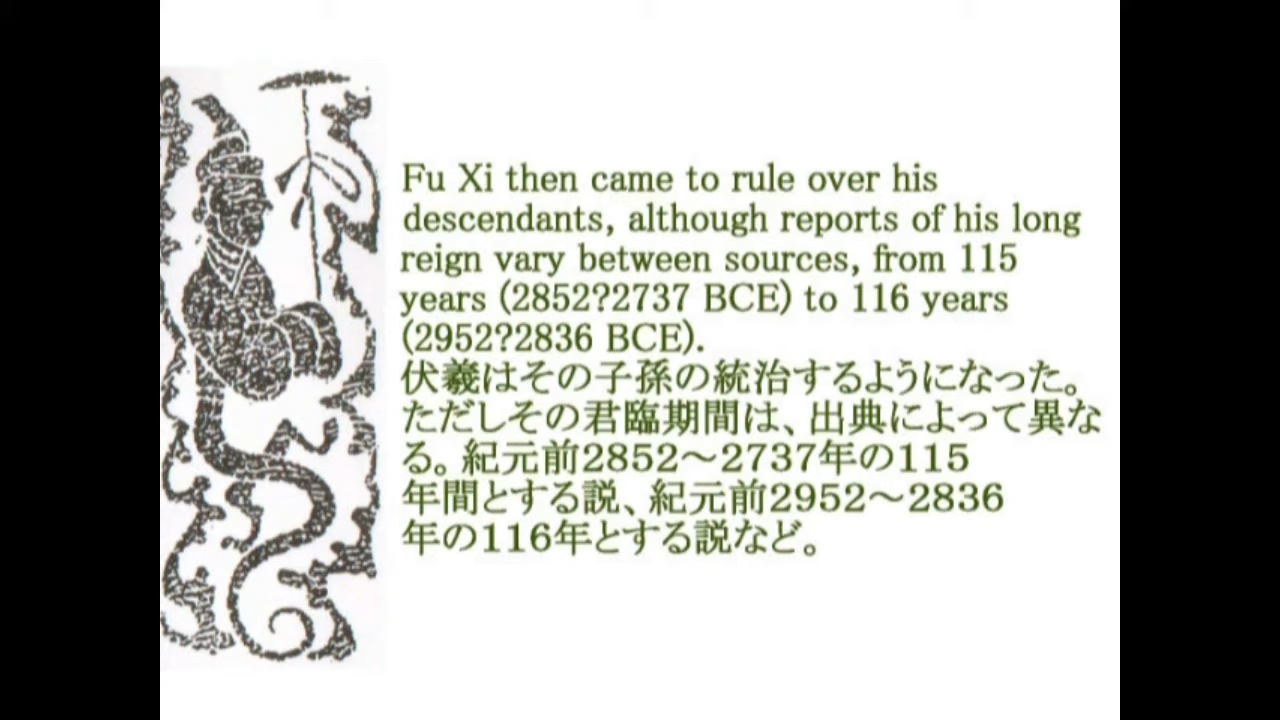 Fu Xi then came to rule over his
descendants, although reports of his long
reign vary between sources, from 115
years (2852?2737 BCE) to 116 years
(2952?2836 BCE).
伏羲はその子孫の統治するようになった。
ただしその君臨期間は、出典によって異な
る。紀元前2852～2737年の115
年間とする説、紀元前2952～2836
年の116年とする説など。